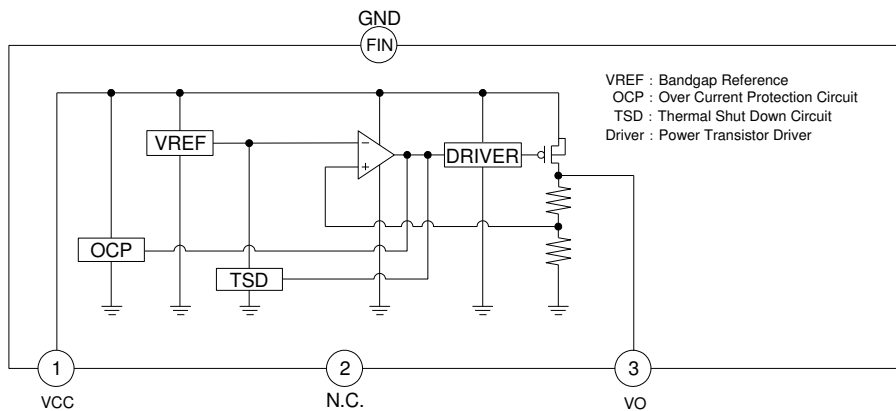 GND
FIN
VREF : Bandgap Reference
OCP : Over Current Protection Circuit
TSD : Thermal Shut Down Circuit
Driver : Power Transistor Driver
VREF
−
+
DRIVER
OCP
TSD
1
2
3
VCC
N.C.
VO